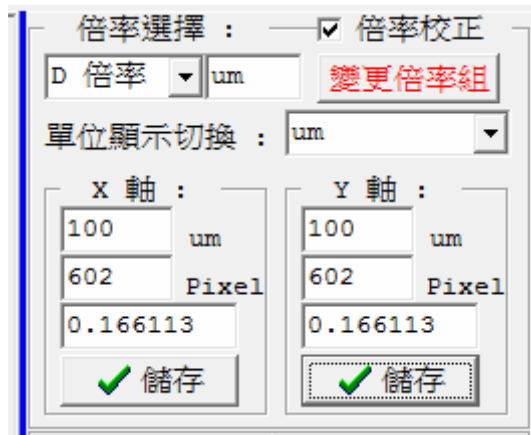 倍率選擇 : 倍率校正
D 倍率 um 變更倍率組
單位顯示切換 : um
X 軸 : Y 軸 :
100 um 100 um
602 Pixel 602 Pixel
0.166113 0.166113
儲存 儲存